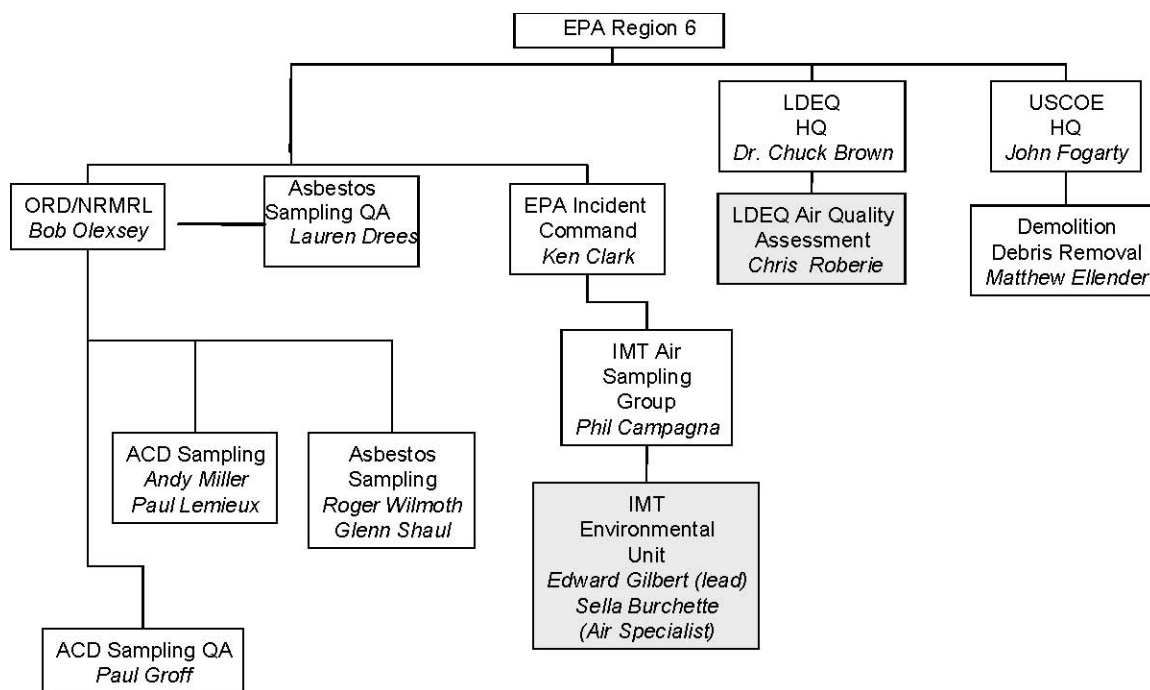 EPA Region 6
LDEQ
HQ
Dr. Chuck Brown
USCOE
HQ
John Fogarty
ORD/NRMRL
Bob Olexsey
Asbestos
Sampling QA
Lauren Drees
EPA Incident
Command
Ken Clark
LDEQ Air Quality
Assessment
Chris Roberie
Demolition
Debris Removal
Matthew Ellender
IMT Air
Sampling
Group
Phil Campagna
ACD Sampling
Andy Miller
Paul Lemieux
Asbestos
Sampling
Roger Wilmoth
Glenn Shaul
IMT
Environmental
Unit
Edward Gilbert (lead)
Sella Burchette
(Air Specialist)
ACD Sampling QA
Paul Groff